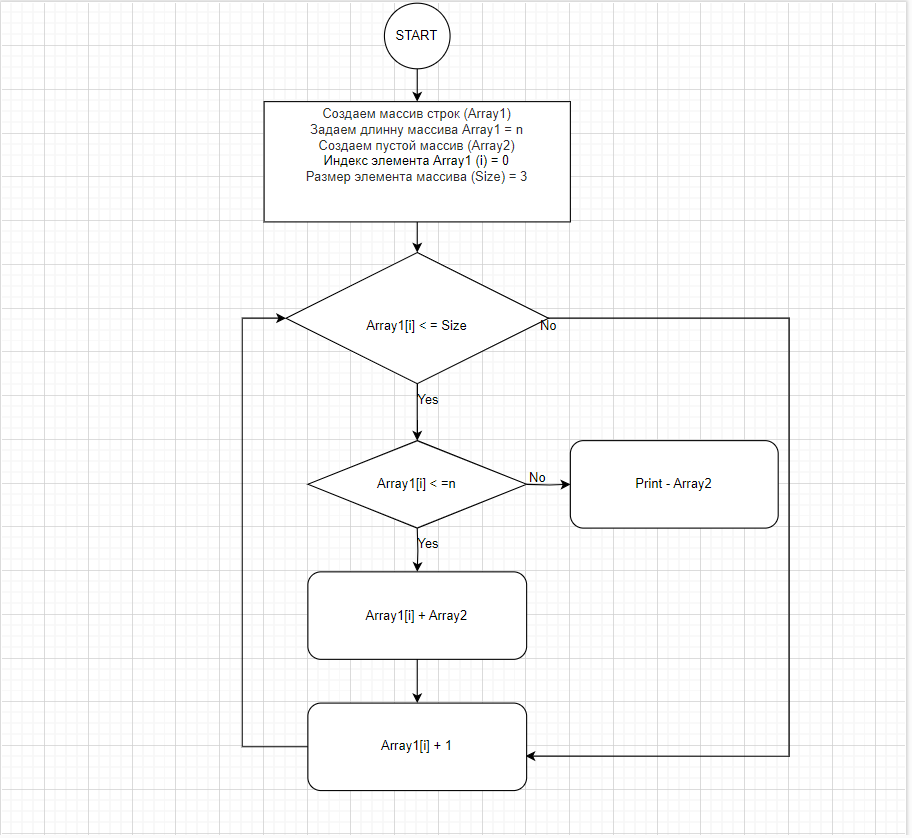 START
Создаем массив строк (Array1)
Задаем длинну массива Array1 = n
Создаем пустой массив (Array2)
Индекс элемента Array1 (i) = 0
Размер элемента массива (Size) = 3
Array1[i] < = Size
No
Yes
Array1[i] < =n
No
Print - Array2
Yes
Array1[i] + Array2
Array1[i] + 1